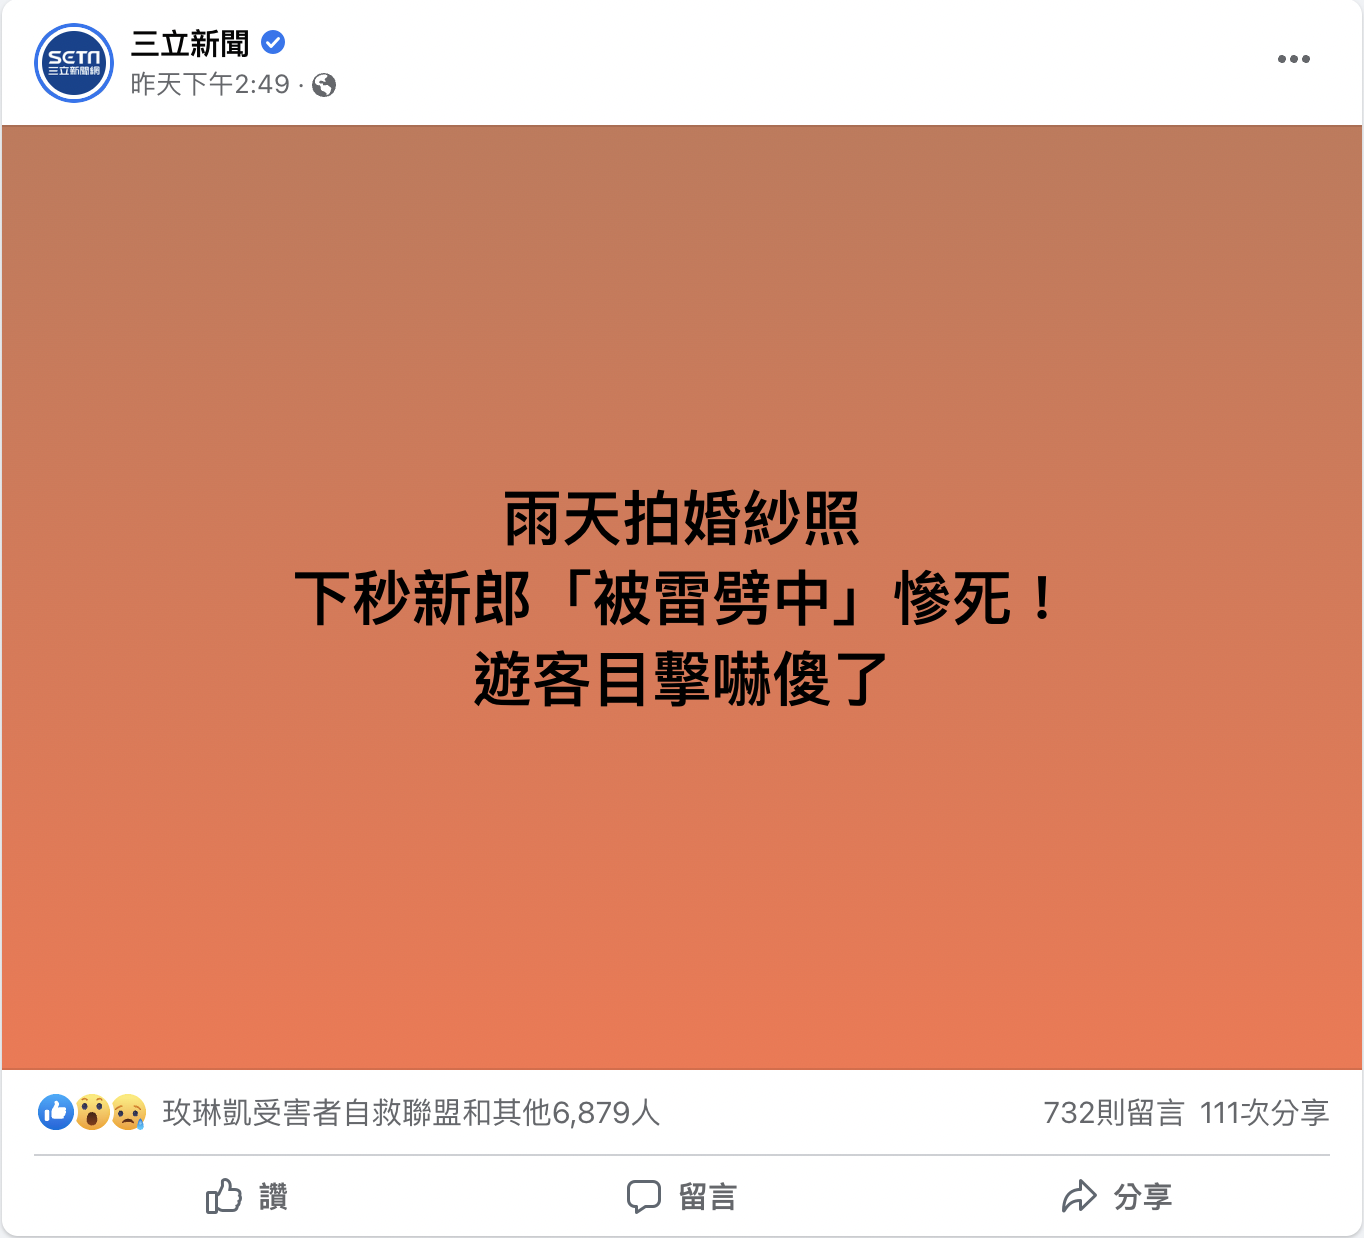 SETN
三立新聞網
三立新聞
昨天下午2:49 ·
雨天拍婚紗照
下秒新郎「被雷劈中」慘死！
遊客目擊嚇傻了
玫琳凱受害者自救聯盟和其他6,879人
732則留言 111次分享
讚 留言 分享